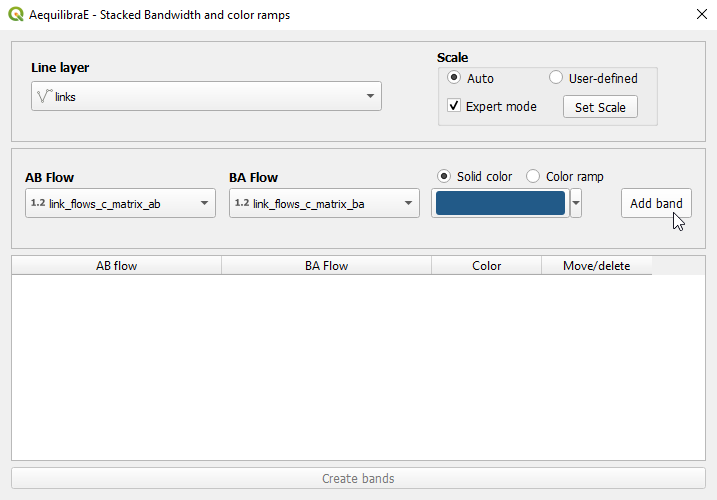 AequilibraE - Stacked Bandwidth and color ramps
Line layer
links
Scale
Auto
User-defined
Expert mode
Set Scale
AB Flow
BA Flow
Solid color
Color ramp
1.2 link_flows_c_matrix_ab
1.2 link_flows_c_matrix_ba
Add band
AB flow
BA Flow
Color
Move/delete
Create bands